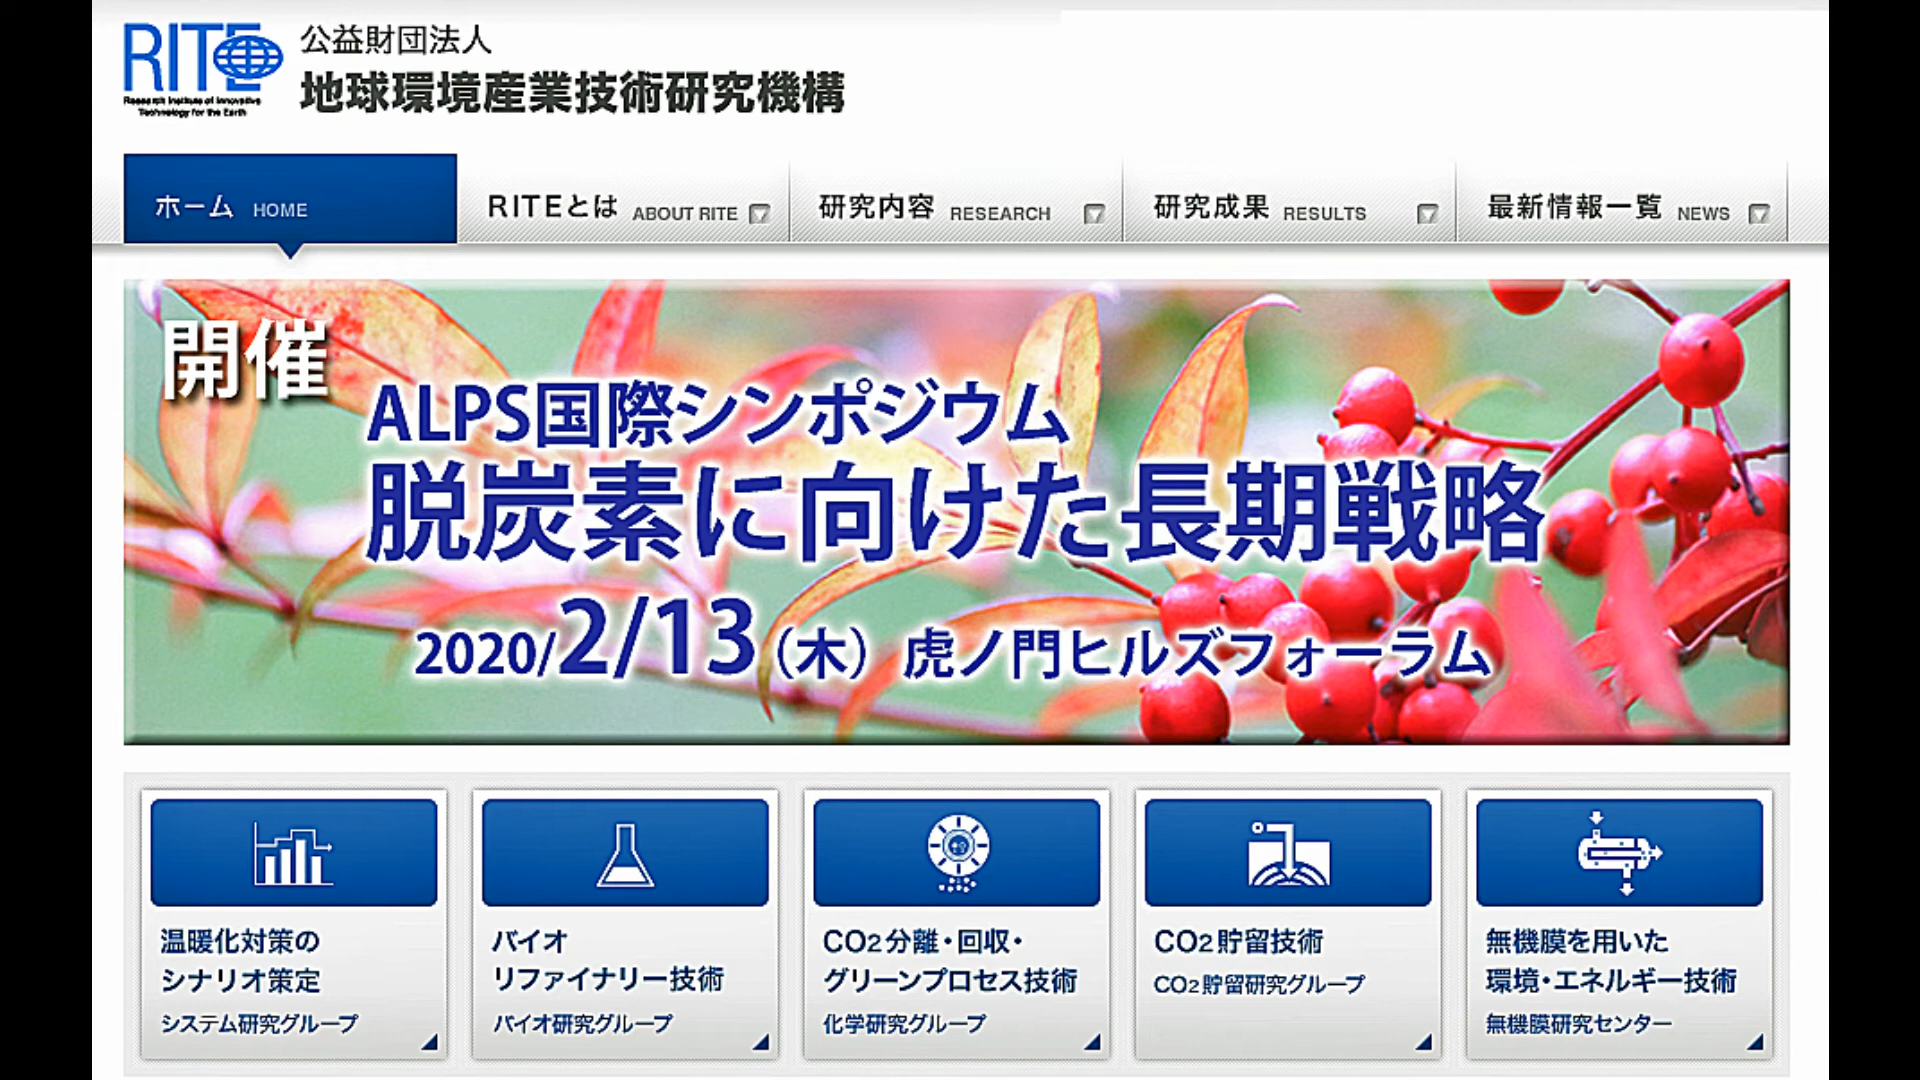 RITE
Research Institute of Innovative
Technology for the Earth
公益財団法人
地球環境産業技術研究機構
ホーム HOME
RITEとは ABOUT RITE
研究内容 RESEARCH
研究成果 RESULTS
最新情報一覧 NEWS
開催
ALPS国際シンポジウム
脱炭素に向けた長期戦略
2020/2/13（木） 虎ノ門ヒルズフォーラム
温暖化対策の
シナリオ策定
システム研究グループ
バイオ
リファイナリー技術
バイオ研究グループ
CO2分離・回収・
グリーンプロセス技術
化学研究グループ
CO2貯留技術
CO2貯留研究グループ
無機膜を用いた
環境・エネルギー技術
無機膜研究センター